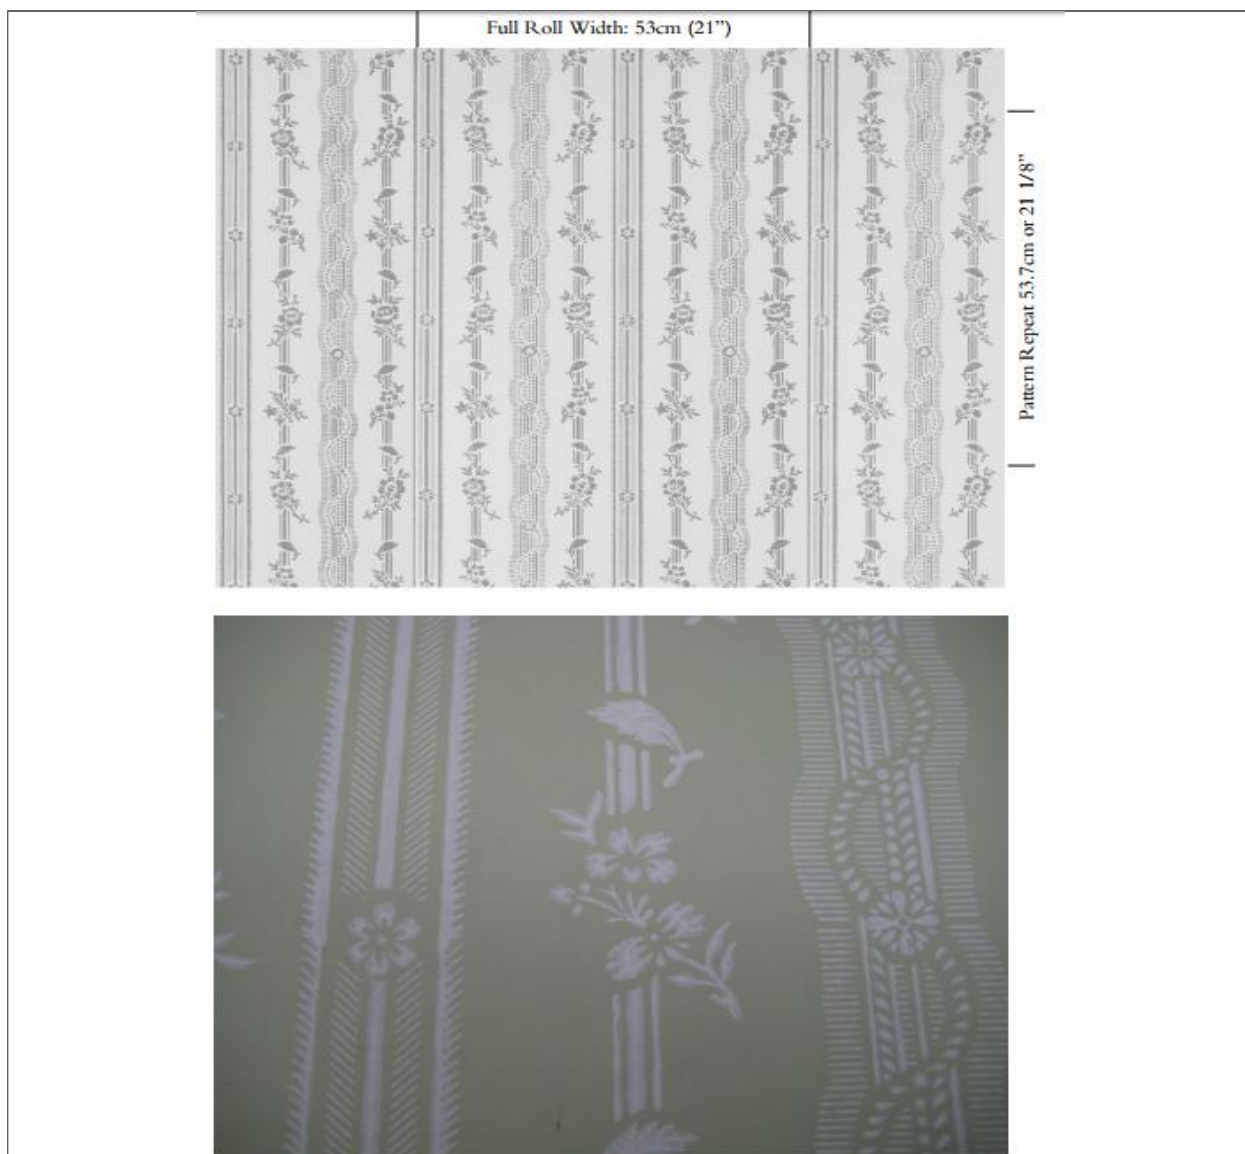 Full Roll Width: 53cm (21”)
Pattern Repeat 53.7cm or 21 1/8”